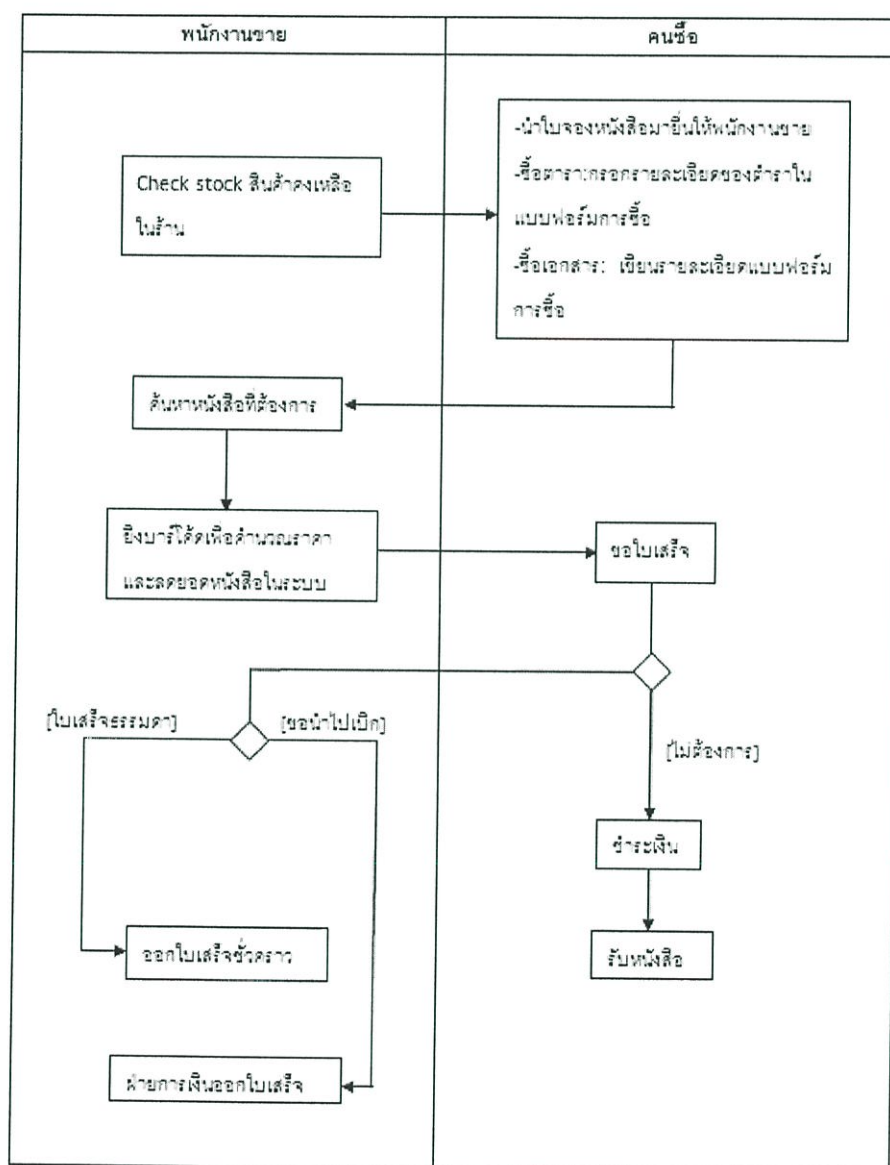 พนักงานขาย
คนซื้อ
-นำใบจองหนังสือมายื่นให้พนักงานขาย
-ซื้อตารา:กรอกรายละเอียดของตำราใน
แบบฟอร์มการซื้อ
-ซื้อเอกสาร: เขียนรายละเอียดแบบฟอร์ม
การซื้อ
Check stock สินค้าคงเหลือ
ในร้าน
ค้นหาหนังสือที่ต้องการ
ยิงบาร์โค้ดเพื่อคำนวณราคา
และลดยอดหนังสือในระบบ
ขอใบเสร็จ
[ใบเสร็จธรรมดา]
[ขอนำไปเบิก]
[ไม่ต้องการ]
ชำระเงิน
ออกใบเสร็จชั่วคราว
รับหนังสือ
ฝ่ายการเงินออกใบเสร็จ